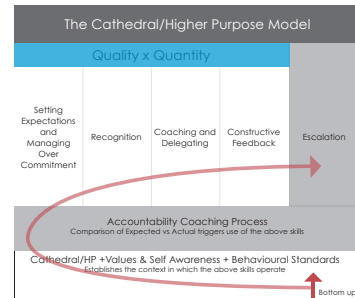 The Cathedral/Higher Purpose Model
Quality x Quantity
Setting
Expectations
and
Managing
Over
Commitment
Recognition
Coaching and
Delegating
Constructive
Feedback
Escalation
Accountability Coaching Process
Comparison of Expected vs Actual triggers use of the above skills
Cathedral/HP +Values & Self Awareness + Behavioural Standards
Establishes the context in which the above skills operate
Bottom up